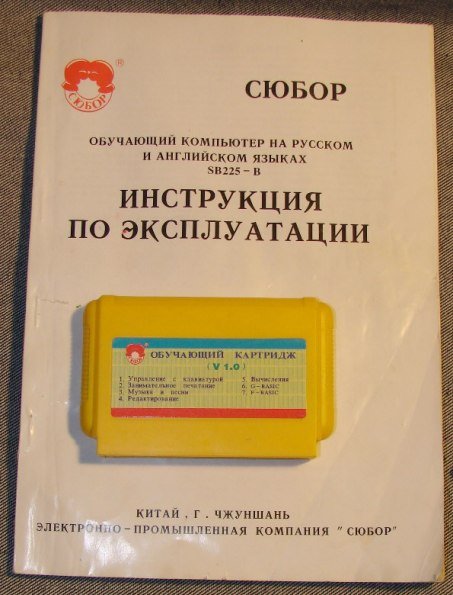 СЮБОР
®
СЮБОР
ОБУЧАЮЩИЙ КОМПЬЮТЕР НА РУССКОМ
И АНГЛИЙСКОМ ЯЗЫКАХ
SB225-В
ИНСТРУКЦИЯ
ПО ЭКСПЛУАТАЦИИ
ОБУЧАЮЩИЙ КАРТРИДЖ
(V 1.0)
1. Управление с клавиатурой
2. Занимательное печатание
3. Музыка и песни
4. Редактирование
5. Вычисления
6. G-BASIC
7. F-BASIC
КИТАЙ . Г . ЧЖУНШАНЬ
ЭЛЕКТРОННО-ПРОМЫШЛЕННАЯ КОМПАНИЯ "СЮБОР"